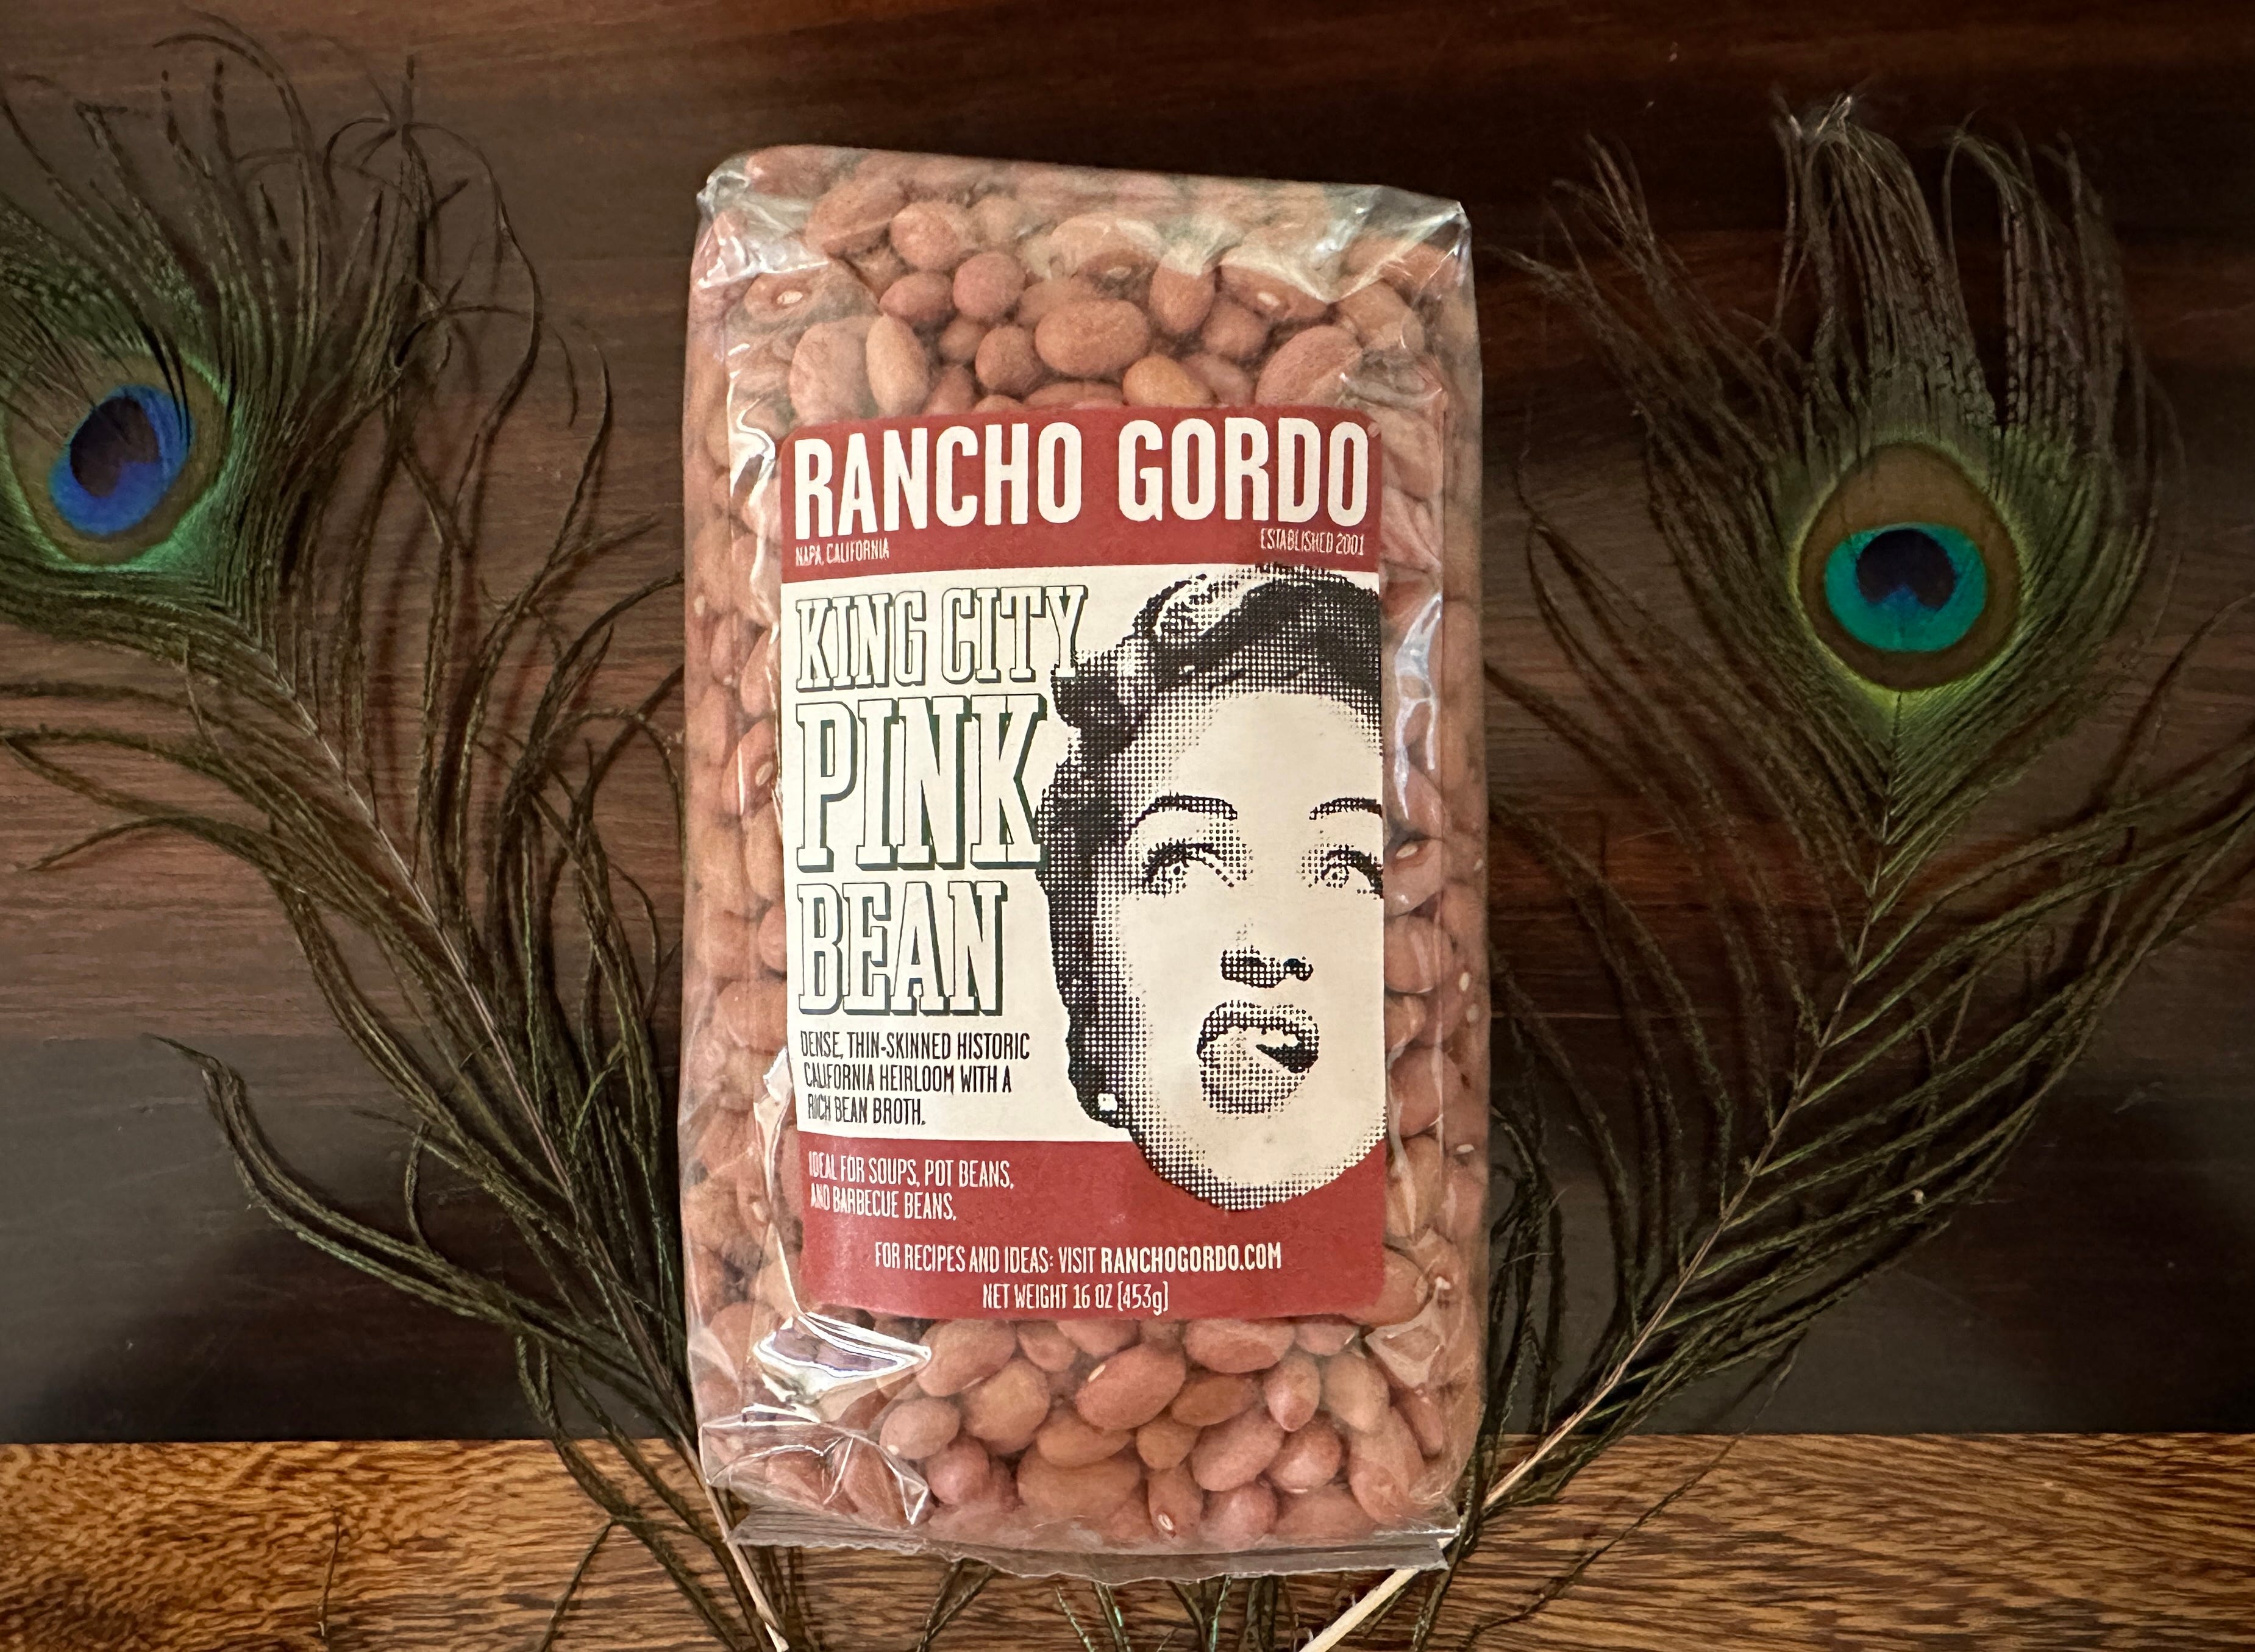 RANCHO GORDO
NAPA, CALIFORNIA
ESTABLISHED 2001
KING CITY
PINK
BEAN
DENSE, THIN-SKINNED HISTORIC
CALIFORNIA HEIRLOOM WITH A
RICH BEAN BROTH.
IDEAL FOR SOUPS, POT BEANS,
AND BARBECUE BEANS.
FOR RECIPES AND IDEAS: VISIT RANCHOGORDO.COM
NET WEIGHT 16 OZ (453g)